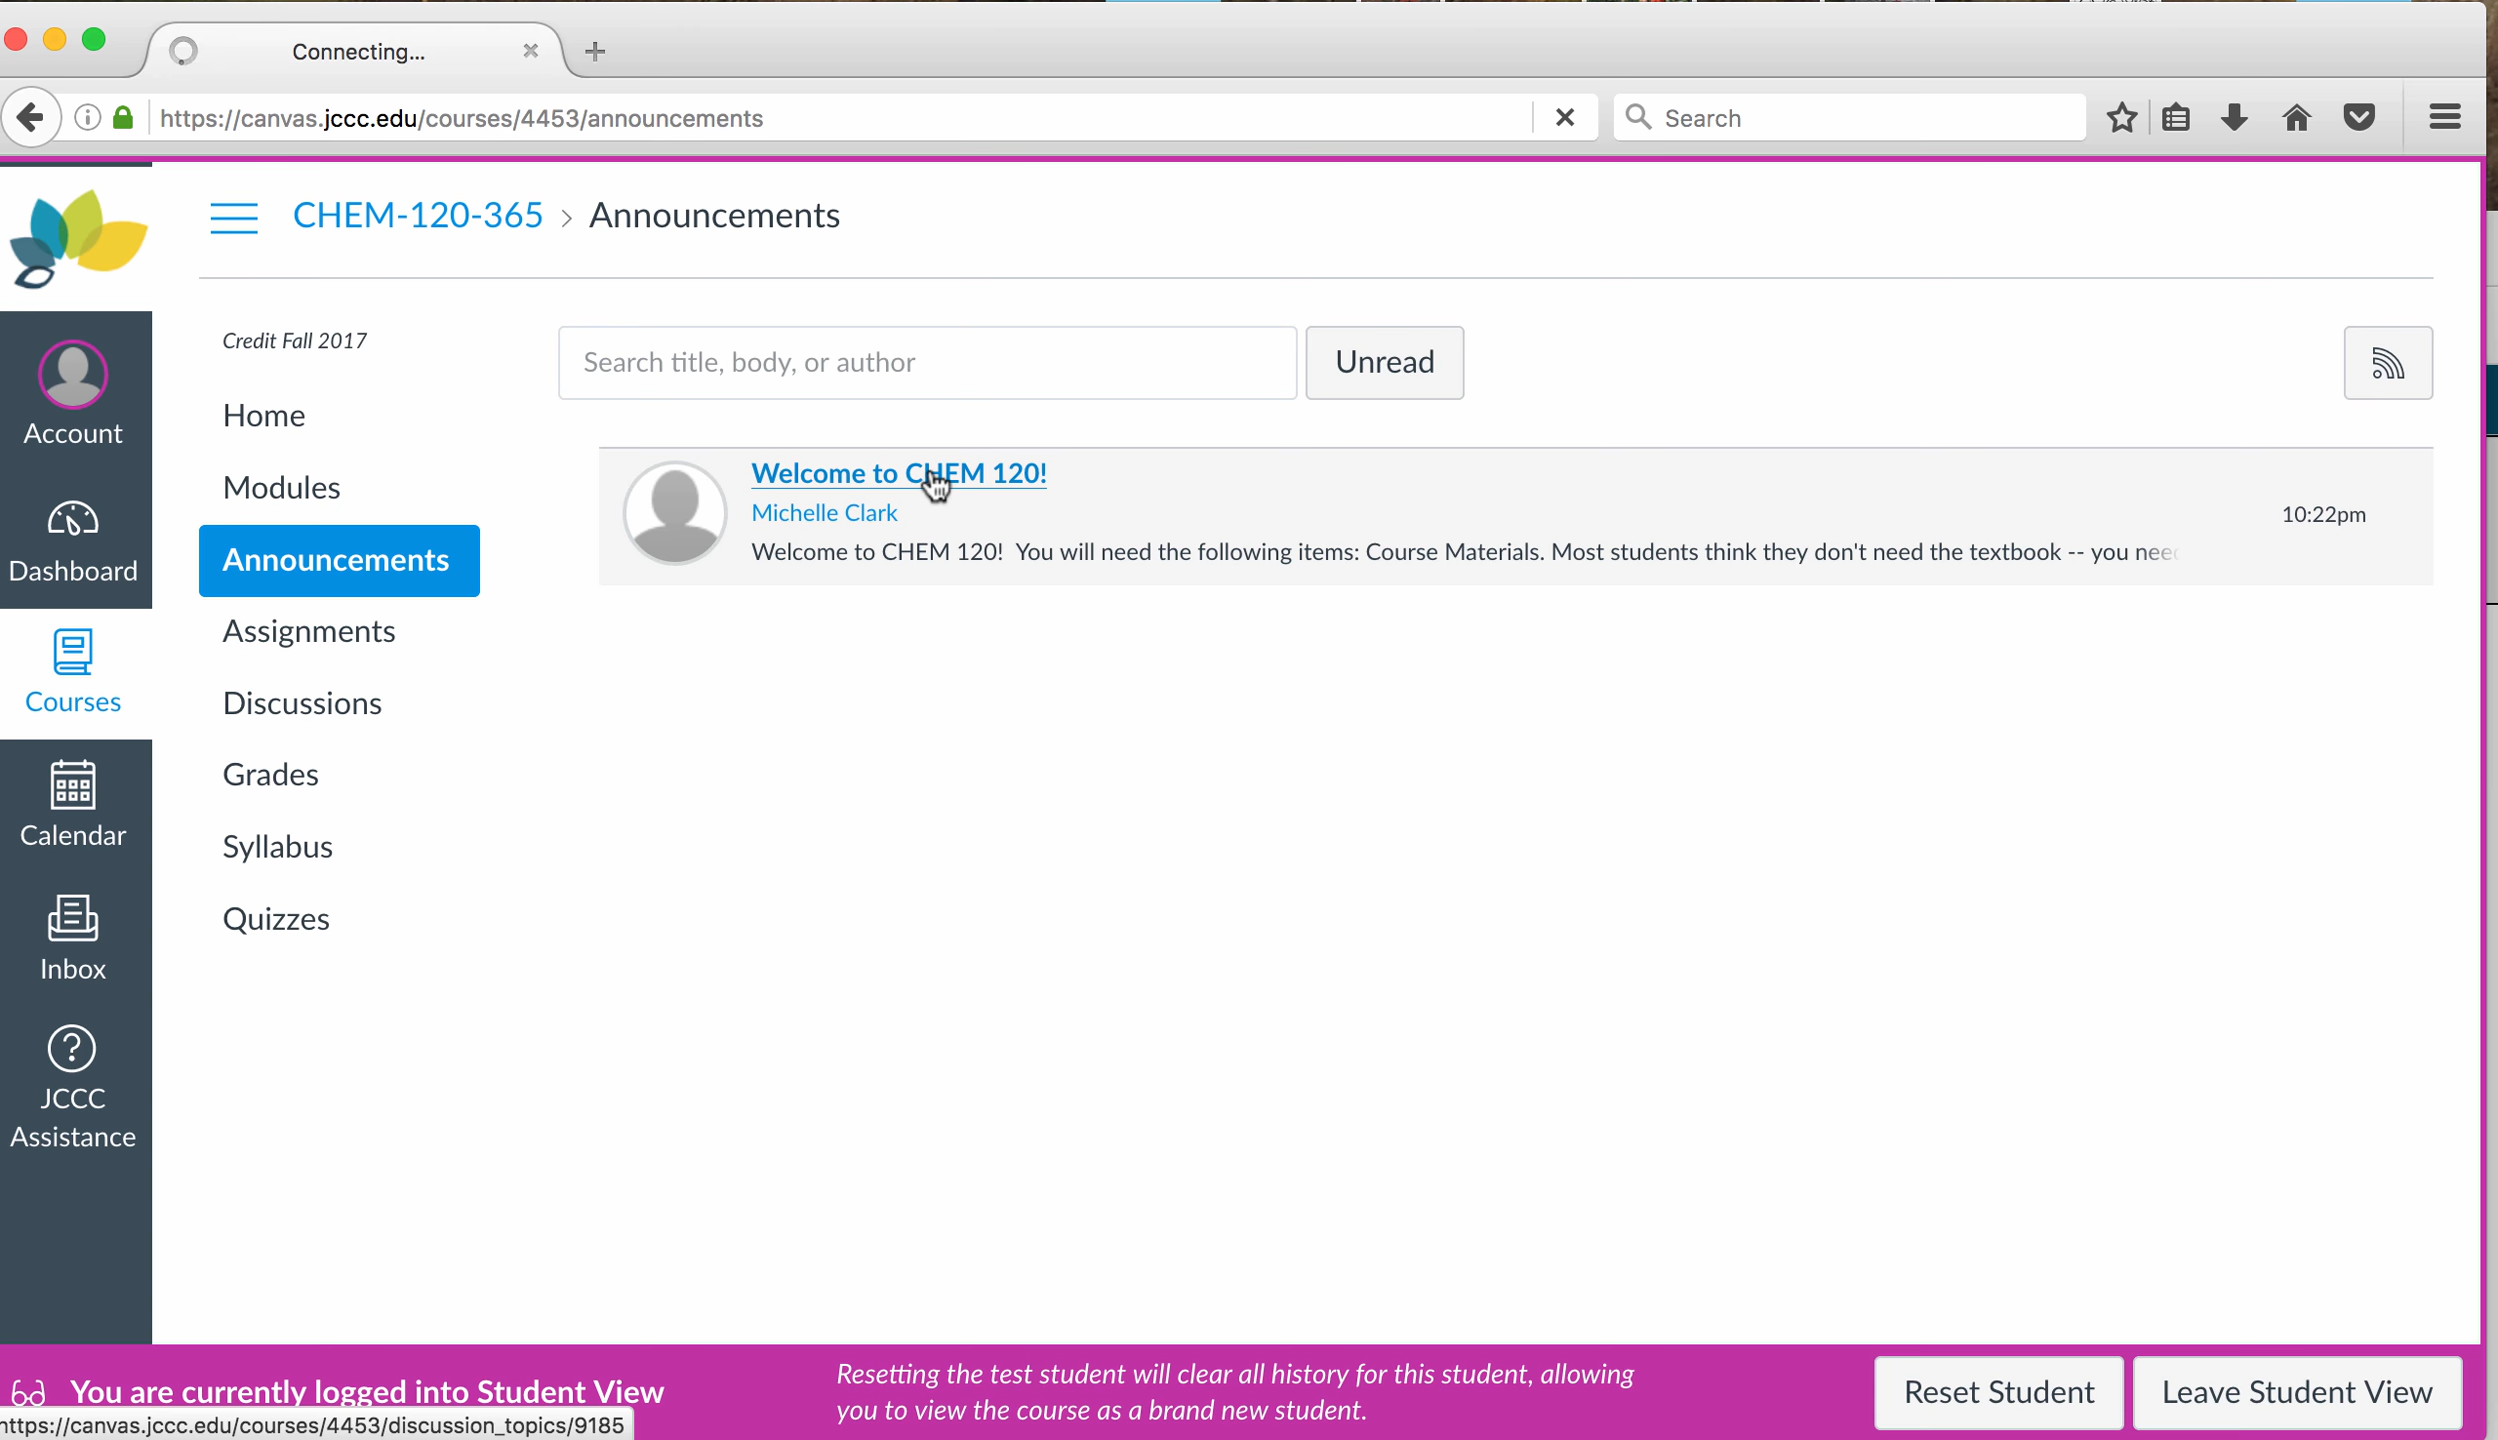 Connecting...
https://canvas.jccc.edu/courses/4453/announcements
Search
CHEM-120-365 > Announcements
Credit Fall 2017
Search title, body, or author
Unread
Account
Dashboard
Courses
Calendar
Inbox
JCCC
Assistance
Home
Modules
Announcements
Assignments
Discussions
Grades
Syllabus
Quizzes
Welcome to CHEM 120!
Michelle Clark
10:22pm
Welcome to CHEM 120! You will need the following items: Course Materials. Most students think they don't need the textbook -- you
You are currently logged into Student View
Resetting the test student will clear all history for this student, allowing
you to view the course as a brand new student.
Reset Student
Leave Student View
https://canvas.jccc.edu/courses/4453/discussion_topics/9185